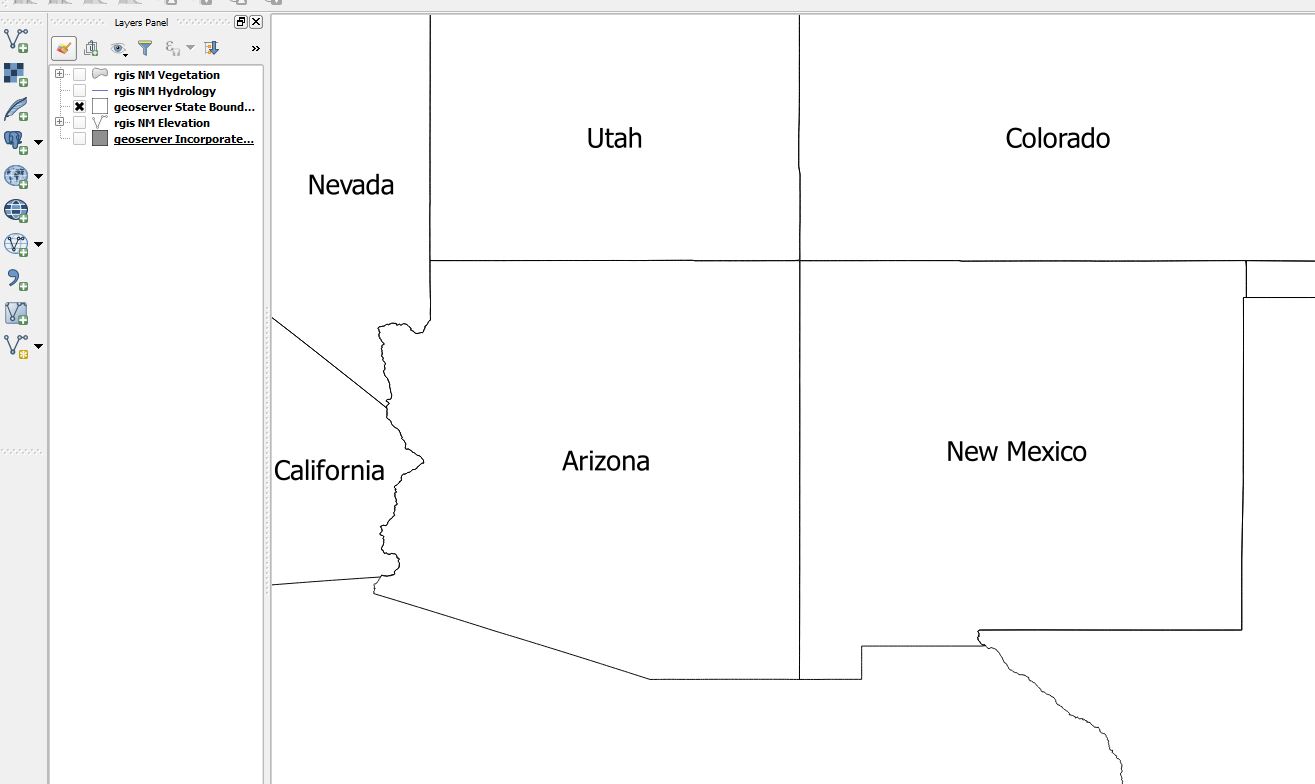 Layers Panel
»
rgis NM Vegetation
rgis NM Hydrology
geoserver State Bound...
rgis NM Elevation
geoserver Incorporate...
Utah
Colorado
Nevada
New Mexico
Arizona
California